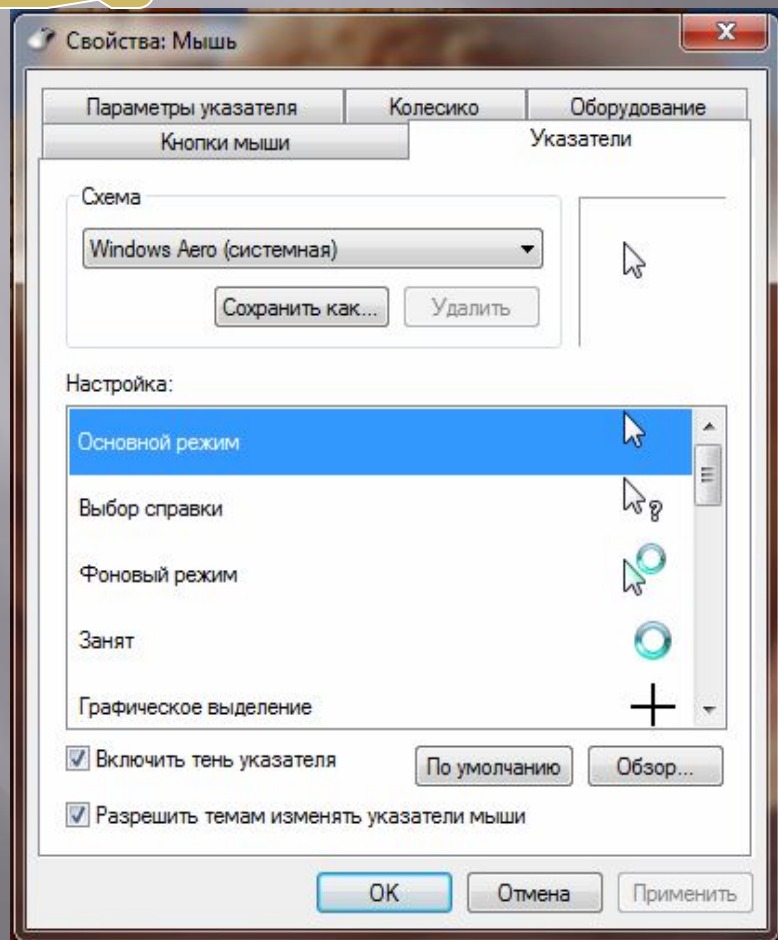 Свойства: Мышь
Параметры указателя Колесико Оборудование
Кнопки мыши Указатели
Схема
Windows Aero (системная)
Сохранить как... Удалить
Настройка:
Основной режим
Выбор справки
Фоновый режим
Занят
Графическое выделение
Включить тень указателя По умолчанию Обзор...
Разрешить темам изменять указатели мыши
OK Отмена Применить